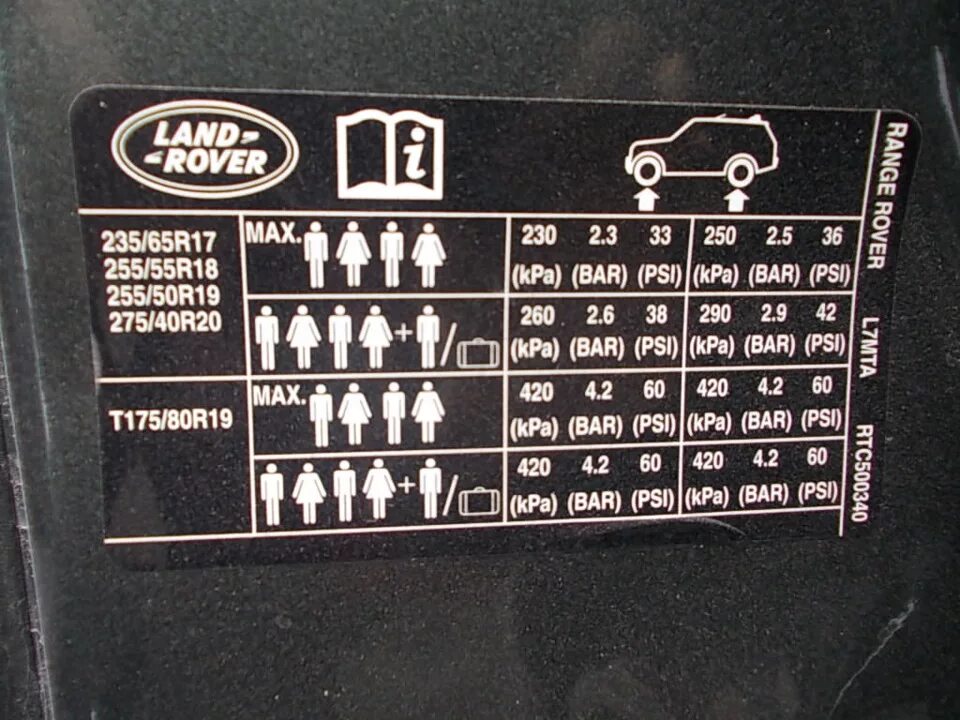 LAND
ROVER
i
235/65R17
255/55R18
255/50R19
275/40R20
MAX.
230 2.3 33 250 2.5 36
(kPa) (BAR) (PSI) (kPa) (BAR) (PSI)
+ /
260 2.6 38 290 2.9 42
(kPa) (BAR) (PSI) (kPa) (BAR) (PSI)
T175/80R19
MAX.
420 4.2 60 420 4.2 60
(kPa) (BAR) (PSI) (kPa) (BAR) (PSI)
+ /
420 4.2 60 420 4.2 60
(kPa) (BAR) (PSI) (kPa) (BAR) (PSI)
RANGE ROVER L7MTA RTC500340